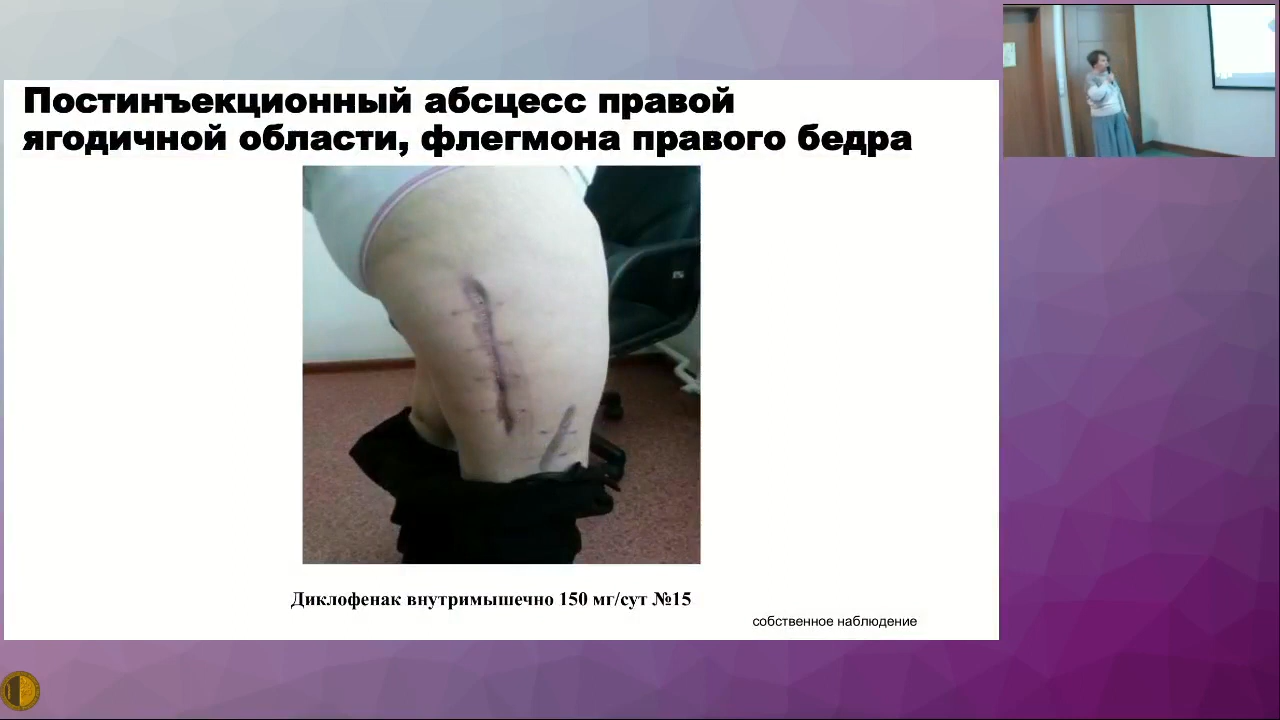 Постинъекционный абсцесс правой
ягодичной области, флегмона правого бедра
Диклофенак внутримышечно 150 мг/сут №15
собственное наблюдение